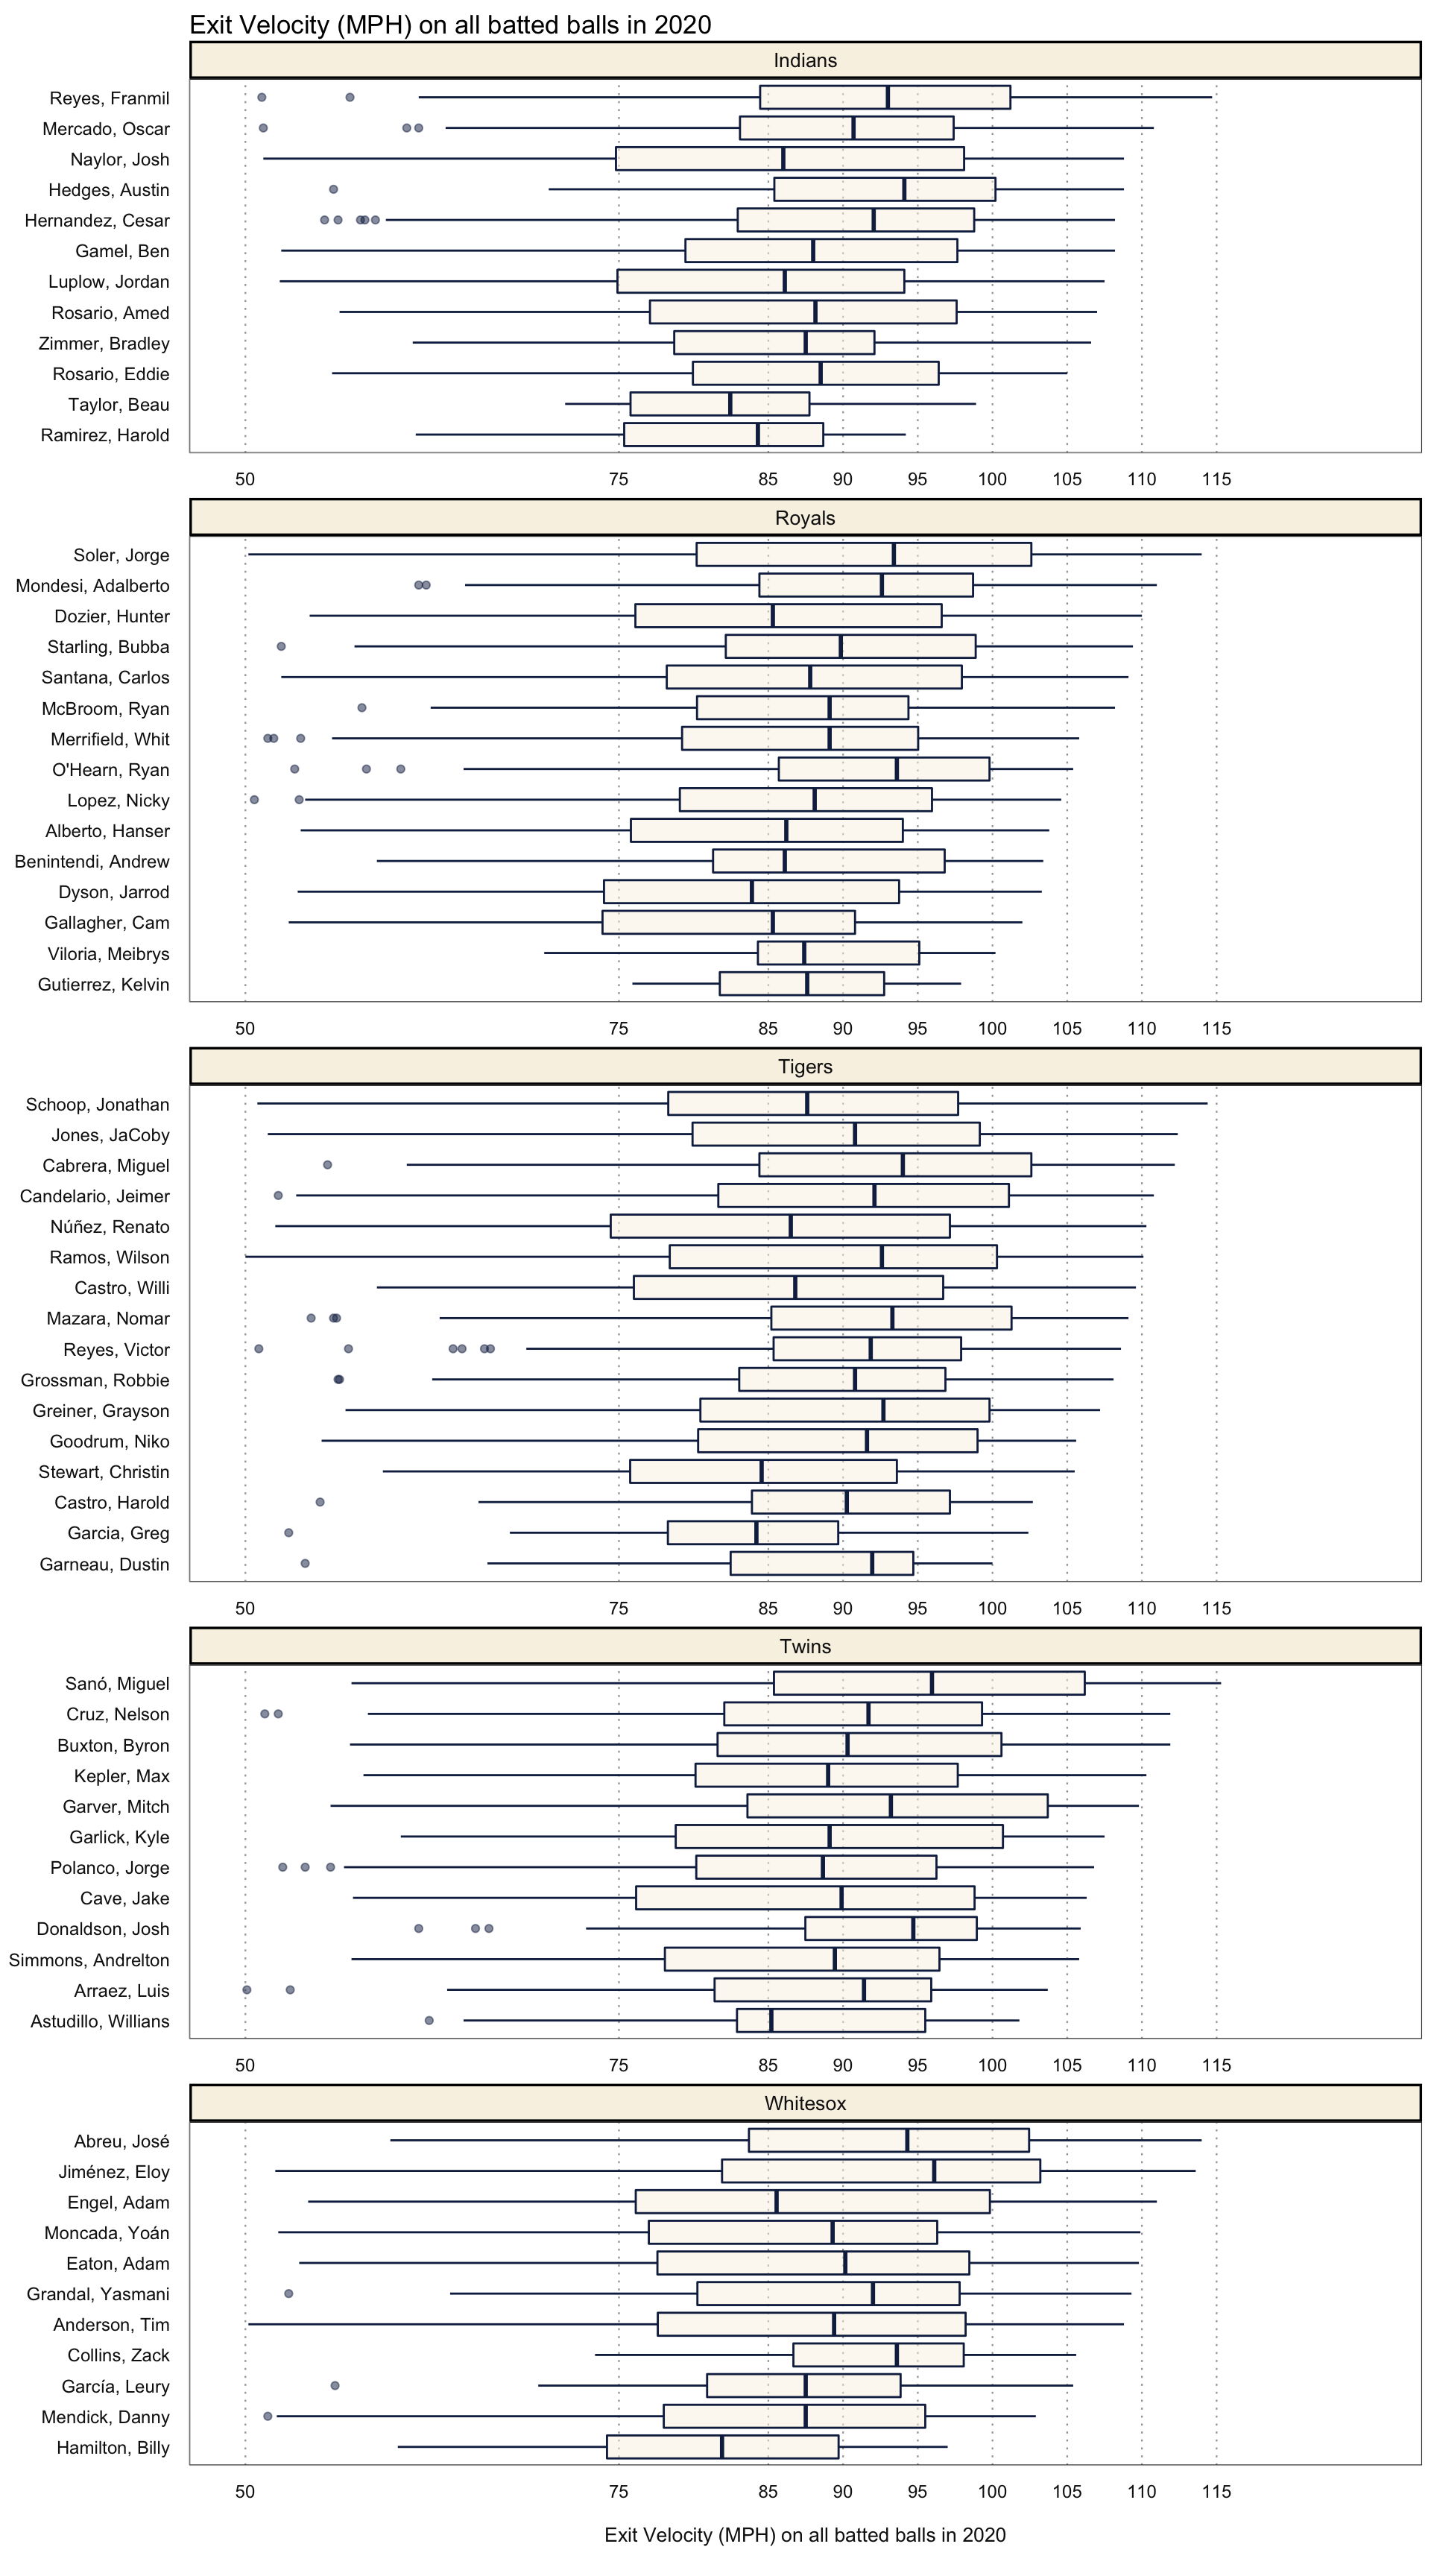 Exit Velocity (MPH) on all batted balls in 2020
Indians
Reyes, Franmil
Mercado, Oscar
Naylor, Josh
Hedges, Austin
Hernandez, Cesar
Gamel, Ben
Luplow, Jordan
Rosario, Amed
Zimmer, Bradley
Rosario, Eddie
Taylor, Beau
Ramirez, Harold
50 75 85 90 95 100 105 110 115
Royals
Soler, Jorge
Mondesi, Adalberto
Dozier, Hunter
Starling, Bubba
Santana, Carlos
McBroom, Ryan
Merrifield, Whit
O'Hearn, Ryan
Lopez, Nicky
Alberto, Hanser
Benintendi, Andrew
Dyson, Jarrod
Gallagher, Cam
Viloria, Meibrys
Gutierrez, Kelvin
50 75 85 90 95 100 105 110 115
Tigers
Schoop, Jonathan
Jones, JaCoby
Cabrera, Miguel
Candelario, Jeimer
Núñez, Renato
Ramos, Wilson
Castro, Willi
Mazara, Nomar
Reyes, Victor
Grossman, Robbie
Greiner, Grayson
Goodrum, Niko
Stewart, Christin
Castro, Harold
Garcia, Greg
Garneau, Dustin
50 75 85 90 95 100 105 110 115
Twins
Sanó, Miguel
Cruz, Nelson
Buxton, Byron
Kepler, Max
Garver, Mitch
Garlick, Kyle
Polanco, Jorge
Cave, Jake
Donaldson, Josh
Simmons, Andrelton
Arraez, Luis
Astudillo, Willians
50 75 85 90 95 100 105 110 115
Whitesox
Abreu, José
Jiménez, Eloy
Engel, Adam
Moncada, Yoán
Eaton, Adam
Grandal, Yasmani
Anderson, Tim
Collins, Zack
García, Leury
Mendick, Danny
Hamilton, Billy
50 75 85 90 95 100 105 110 115
Exit Velocity (MPH) on all batted balls in 2020